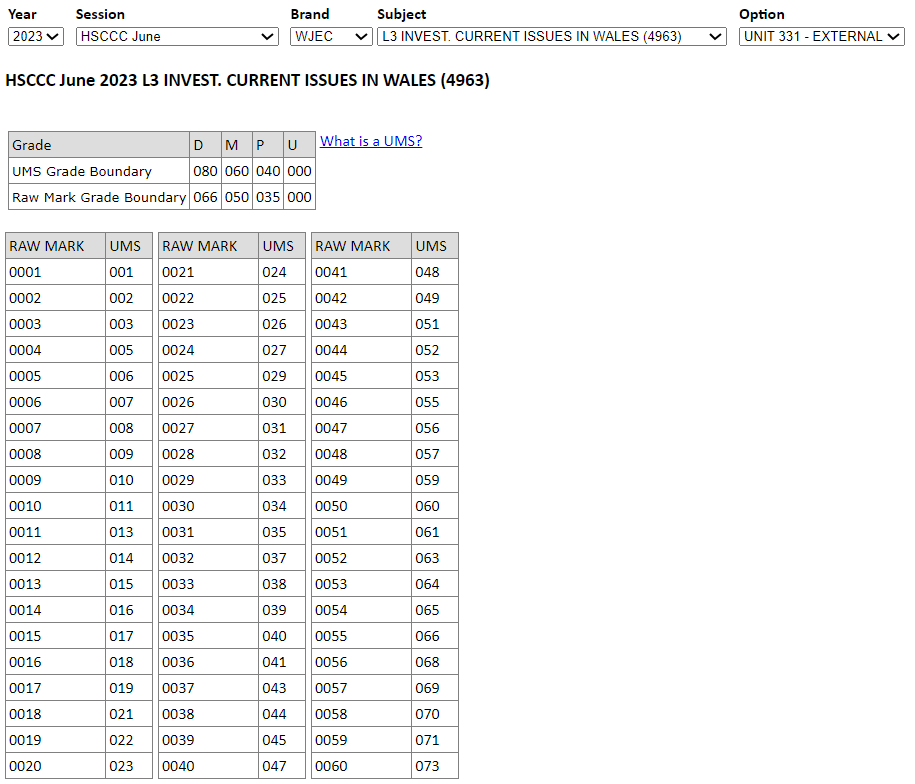 Year Session Brand Subject Option
2023 HSCCC June WJEC L3 INVEST. CURRENT ISSUES IN WALES (4963) UNIT 331 - EXTERNAL
HSCCC June 2023 L3 INVEST. CURRENT ISSUES IN WALES (4963)
Grade D M P U What is a UMS?
UMS Grade Boundary 080 060 040 000
Raw Mark Grade Boundary 066 050 035 000
RAW MARK UMS RAW MARK UMS RAW MARK UMS
0001 001 0021 024 0041 048
0002 002 0022 025 0042 049
0003 003 0023 026 0043 051
0004 005 0024 027 0044 052
0005 006 0025 029 0045 053
0006 007 0026 030 0046 055
0007 008 0027 031 0047 056
0008 009 0028 032 0048 057
0009 010 0029 033 0049 059
0010 011 0030 034 0050 060
0011 013 0031 035 0051 061
0012 014 0032 037 0052 063
0013 015 0033 038 0053 064
0014 016 0034 039 0054 065
0015 017 0035 040 0055 066
0016 018 0036 041 0056 068
0017 019 0037 043 0057 069
0018 021 0038 044 0058 070
0019 022 0039 045 0059 071
0020 023 0040 047 0060 073